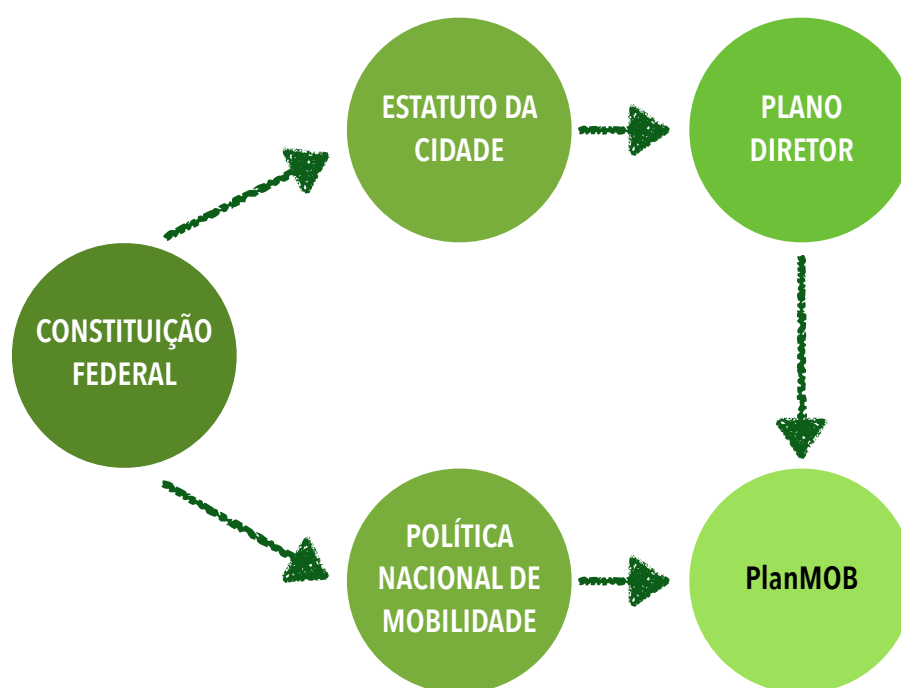 ESTATUTO DA
CIDADE
PLANO
DIRETOR
CONSTITUIÇÃO
FEDERAL
POLÍTICA
NACIONAL DE
MOBILIDADE
PlanMOB